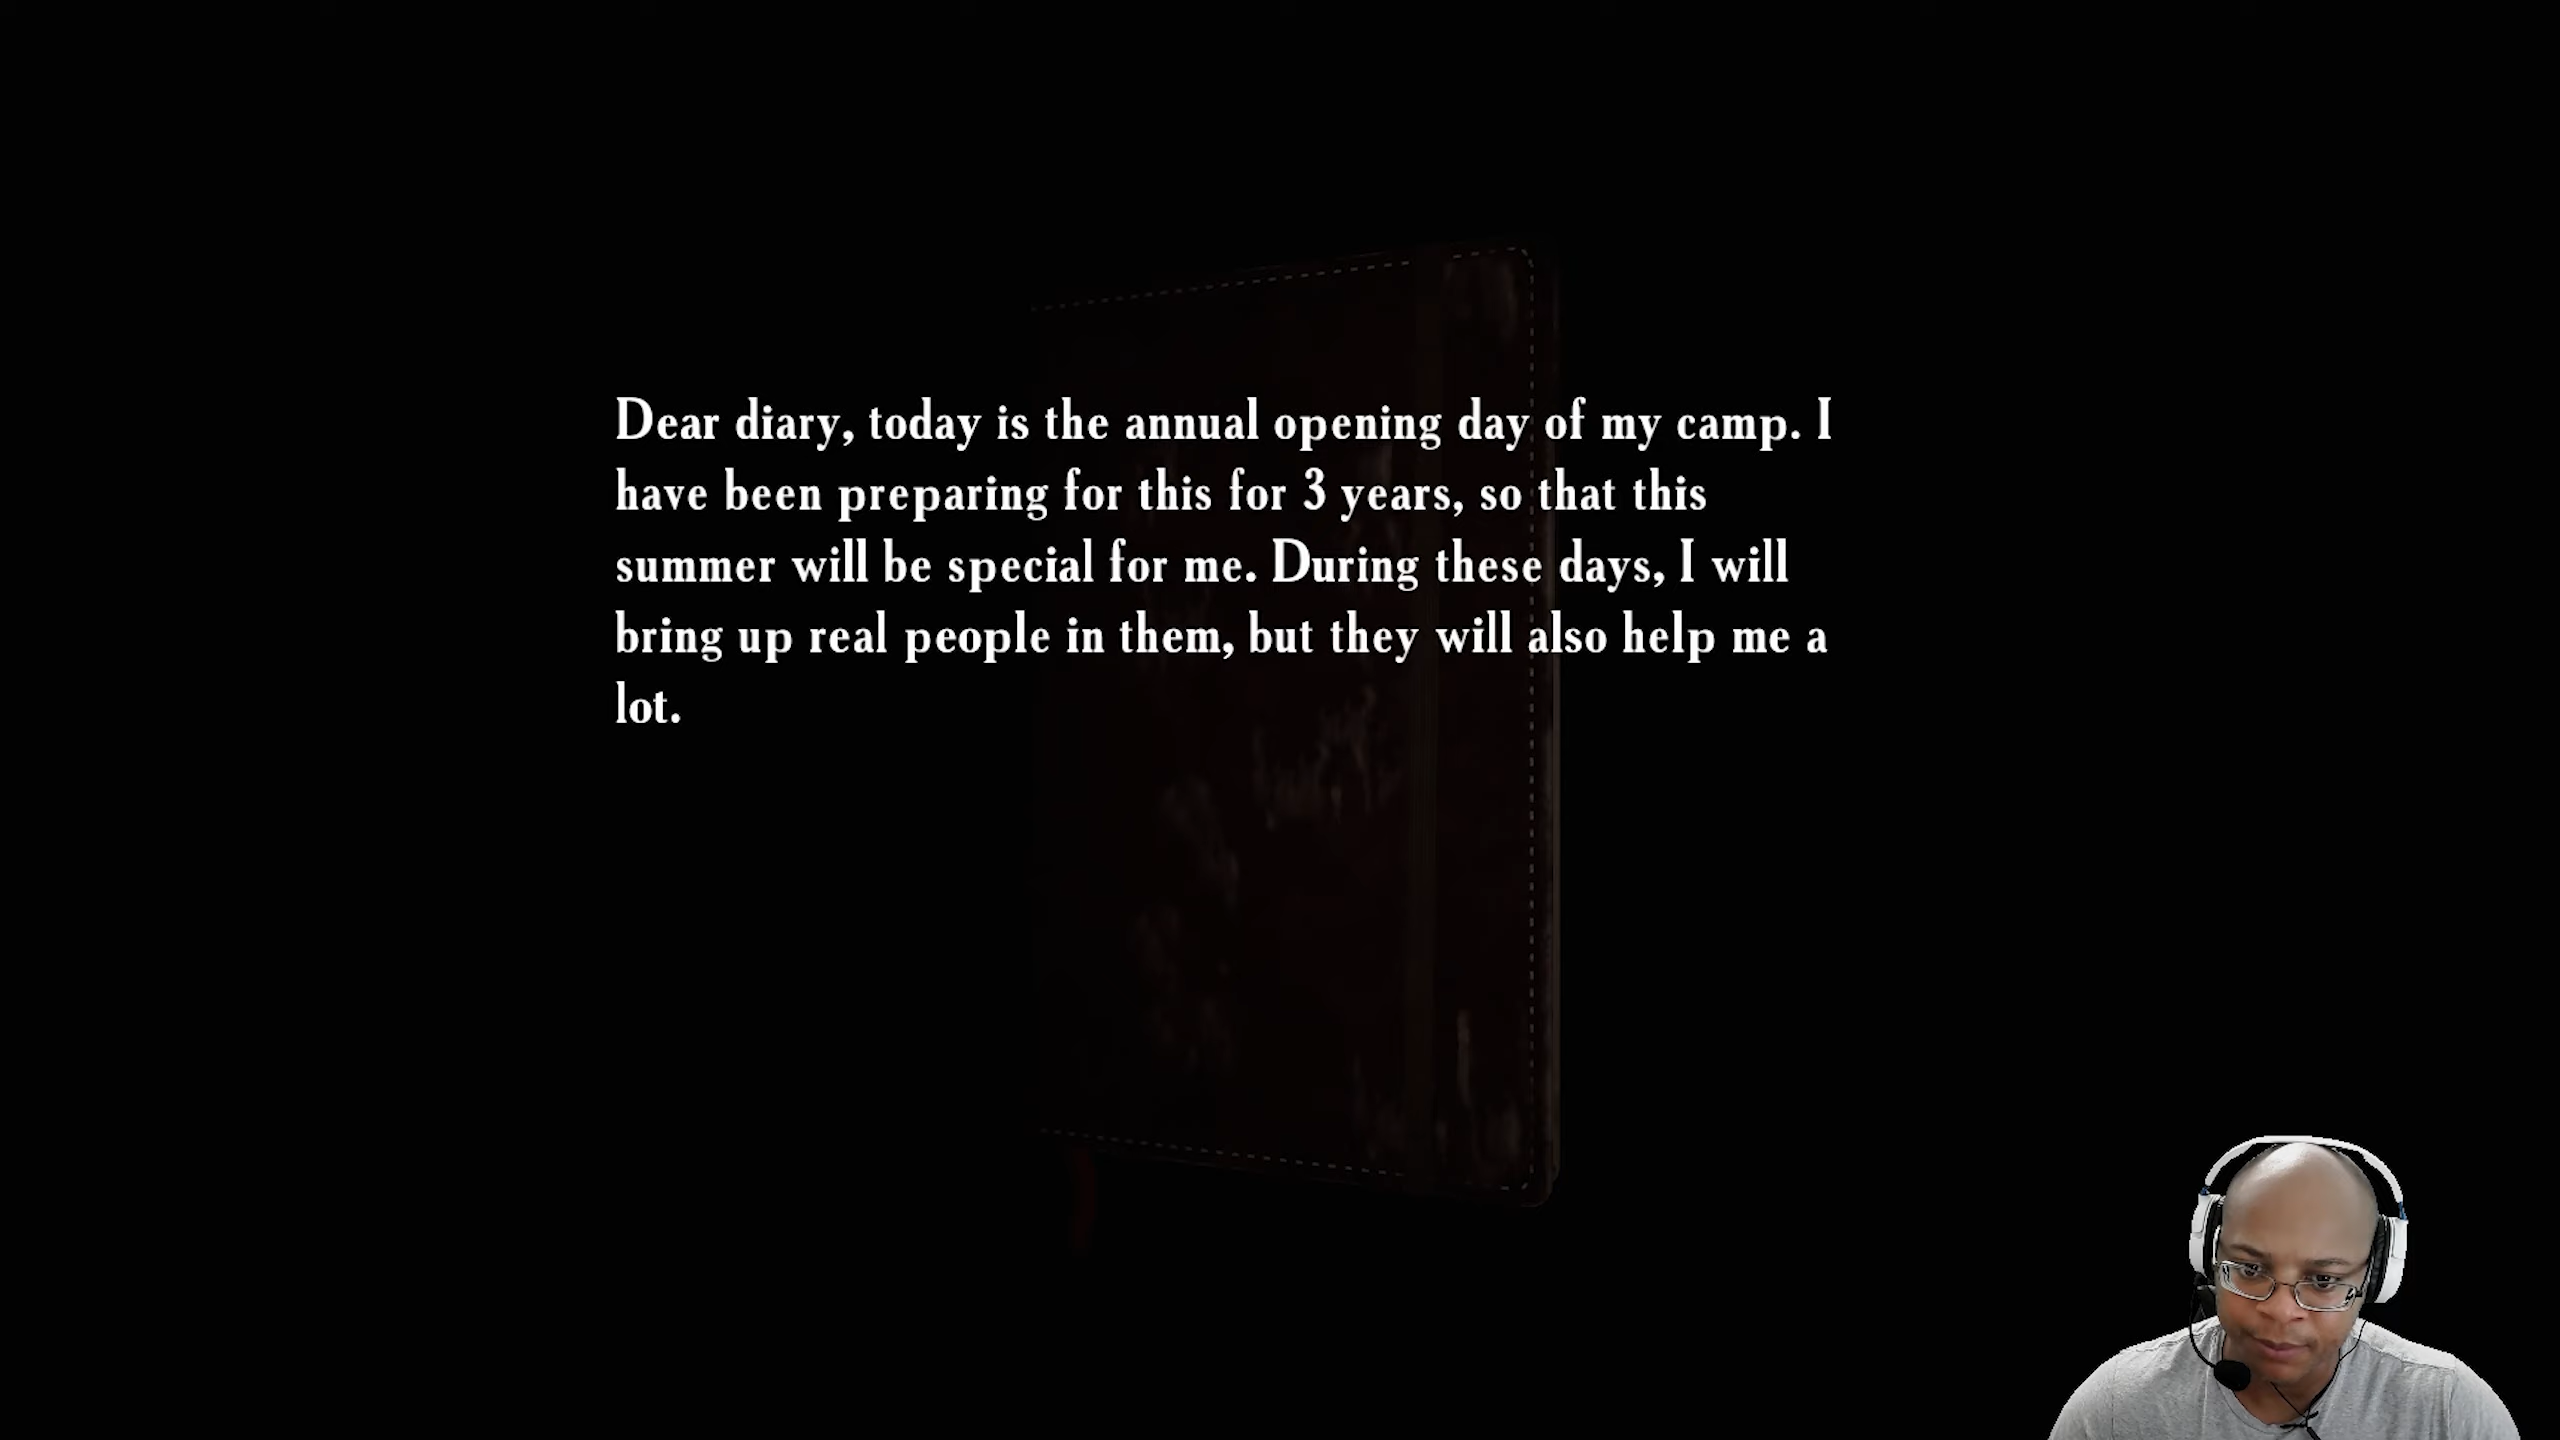 Dear diary, today is the annual opening day of my camp. I
have been preparing for this for 3 years, so that this
summer will be special for me. During these days, I will
bring up real people in them, but they will also help me a
lot.